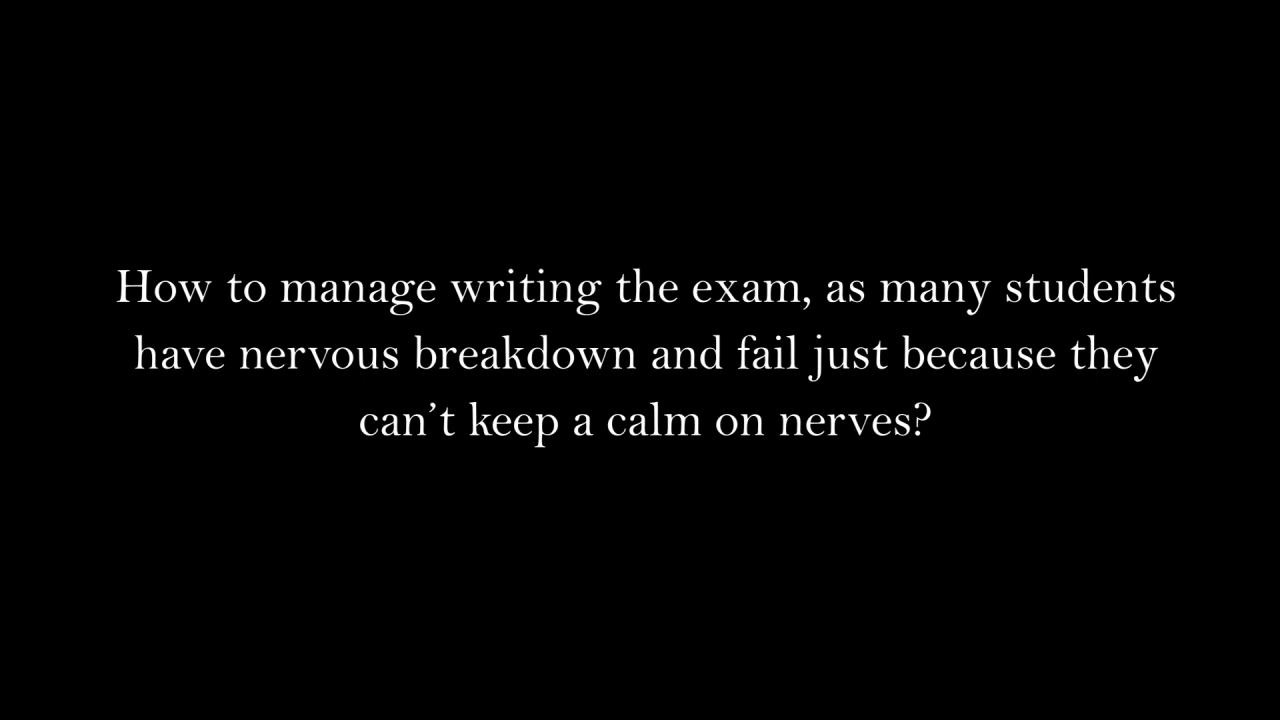 How to manage writing the exam, as many students
have nervous breakdown and fail just because they
can’t keep a calm on nerves?